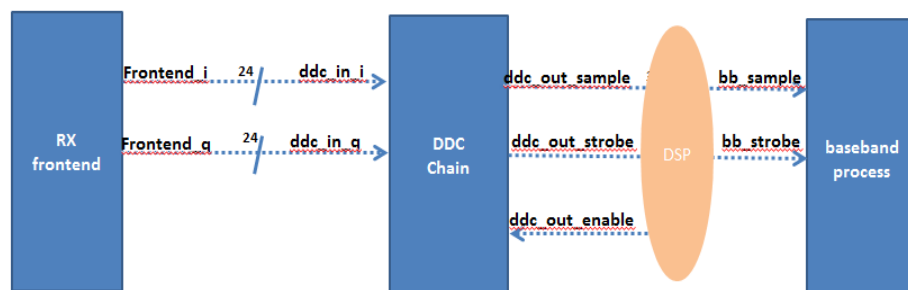 RX
frontend
Frontend_i
24
ddc_in_i
Frontend_q
24
ddc_in_q
DDC
Chain
ddc_out_sample
bb_sample
ddc_out_strobe
bb_strobe
ddc_out_enable
DSP
baseband
process